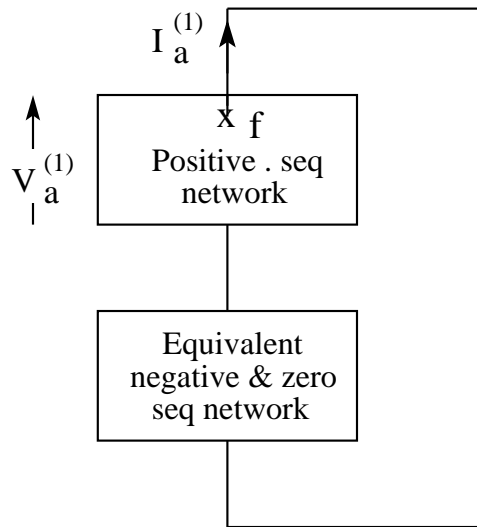 I a (1)
x f
V a (1)
Positive . seq
network
Equivalent
negative & zero
seq network